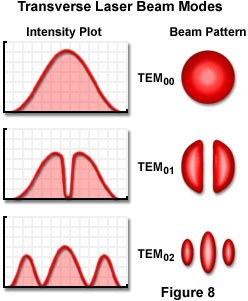 Transverse Laser Beam Modes
Intensity Plot Beam Pattern
TEM00
TEM01
TEM02
Figure 8